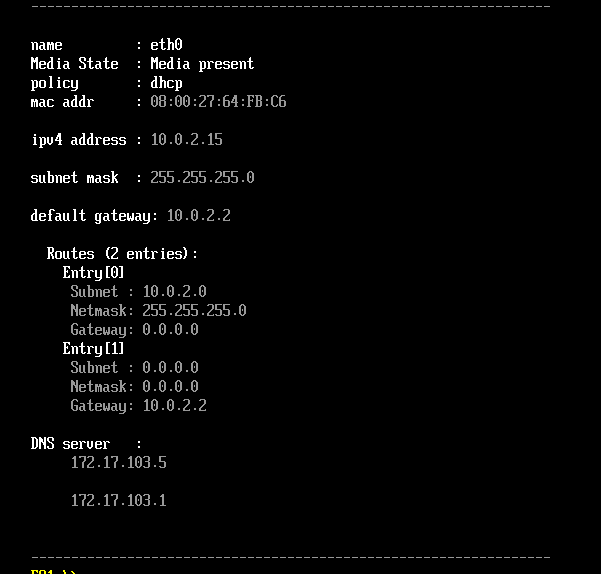 -----------------------------------------------------------------
name         : eth0
Media State  : Media present
policy       : dhcp
mac addr     : 08:00:27:64:FB:C6
ipv4 address : 10.0.2.15
subnet mask  : 255.255.255.0
default gateway: 10.0.2.2
  Routes (2 entries):
    Entry[0]
     Subnet : 10.0.2.0
     Netmask: 255.255.255.0
     Gateway: 0.0.0.0
    Entry[1]
     Subnet : 0.0.0.0
     Netmask: 0.0.0.0
     Gateway: 10.0.2.2
DNS server   :
     172.17.103.5
     172.17.103.1
-----------------------------------------------------------------